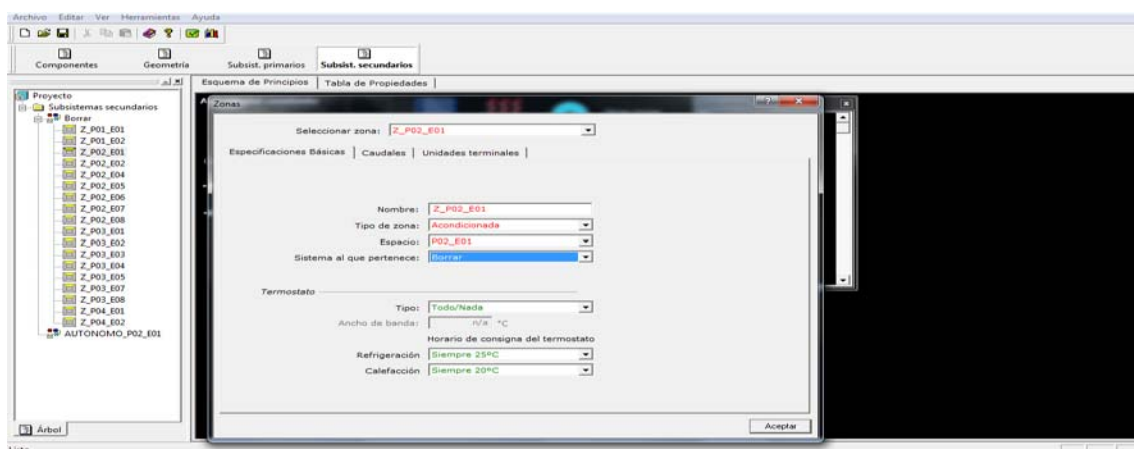 Archivo Editar Ver Herramientas Ayuda
Componentes Geometría Subsist. primarios Subsist. secundarios
Esquema de Principios Tabla de Propiedades
Proyecto
Subsistemas secundarios
Borrar
Z_P01_E01
Z_P01_E02
Z_P02_E01
Z_P02_E02
Z_P02_E04
Z_P02_E05
Z_P02_E06
Z_P02_E07
Z_P02_E08
Z_P03_E01
Z_P03_E02
Z_P03_E03
Z_P03_E04
Z_P03_E05
Z_P03_E07
Z_P03_E08
Z_P04_E01
Z_P04_E02
AUTONOMO_P02_E01
Árbol
Zonas
Seleccionar zona: Z_P02_E01
Especificaciones Básicas Caudales Unidades terminales
Nombre: Z_P02_E01
Tipo de zona: Acondicionada
Espacio: P02_E01
Sistema al que pertenece: Borrar
Termostato
Tipo: Todo/Nada
Ancho de banda: n/a ºC
Horario de consigna del termostato
Refrigeración Siempre 25ºC
Calefacción Siempre 20ºC
Aceptar